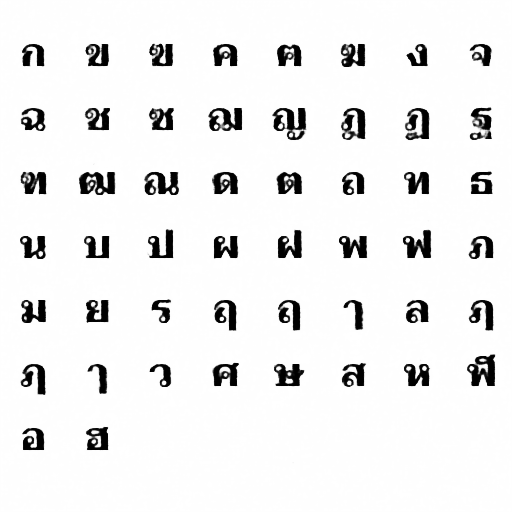 ก ข ฃ ค ฅ ฆ ง จ
ฉ ช ซ ฌ ญ ฎ ฏ ฐ
ฑ ฒ ณ ด ต ถ ท ธ
น บ ป ผ ฝ พ ฟ ภ
ม ย ร ฤ ฤ ๅ ล ฦ
ฦ ๅ ว ศ ษ ส ห ฬ
อ ฮ